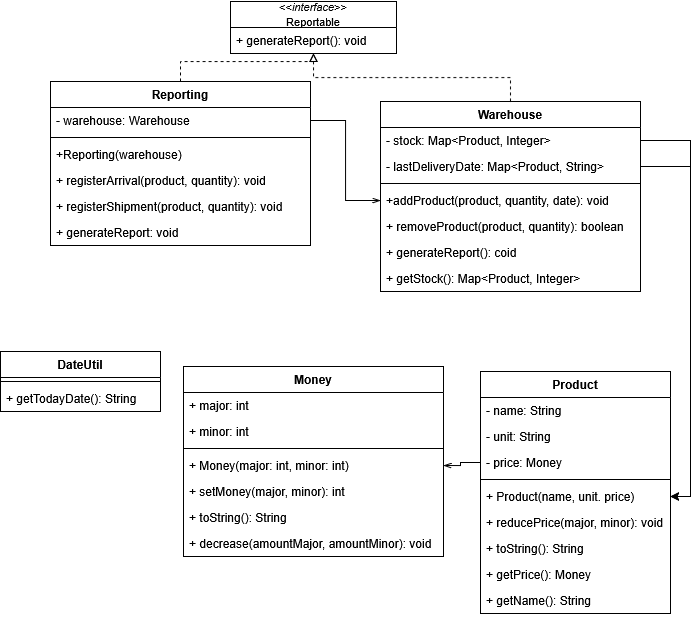 <<interface>>
Reportable
+ generateReport(): void
Reporting
- warehouse: Warehouse
+Reporting(warehouse)
+ registerArrival(product, quantity): void
+ registerShipment(product, quantity): void
+ generateReport: void
Warehouse
- stock: Map<Product, Integer>
- lastDeliveryDate: Map<Product, String>
+addProduct(product, quantity, date): void
+ removeProduct(product, quantity): boolean
+ generateReport(): coid
+ getStock(): Map<Product, Integer>
DateUtil
+ getTodayDate(): String
Money
+ major: int
+ minor: int
+ Money(major: int, minor: int)
+ setMoney(major, minor): int
+ toString(): String
+ decrease(amountMajor, amountMinor): void
Product
- name: String
- unit: String
- price: Money
+ Product(name, unit. price)
+ reducePrice(major, minor): void
+ toString(): String
+ getPrice(): Money
+ getName(): String